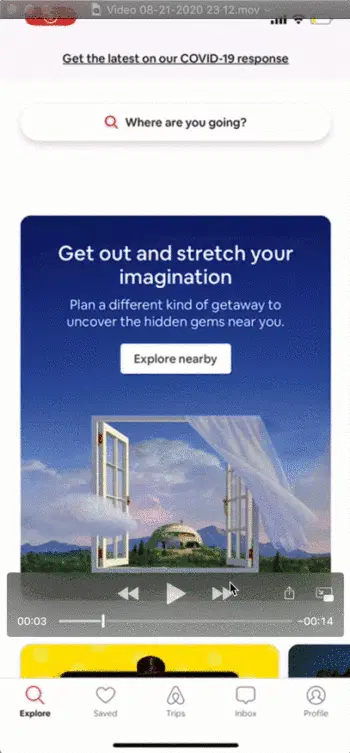 Video 08-21-2020 23 12.mov
Get the latest on our COVID-19 response
Where are you going?
Get out and stretch your
imagination
Plan a different kind of getaway to
uncover the hidden gems near you.
Explore nearby
00:03
-00:14
Explore
Saved
Trips
Inbox
Profile